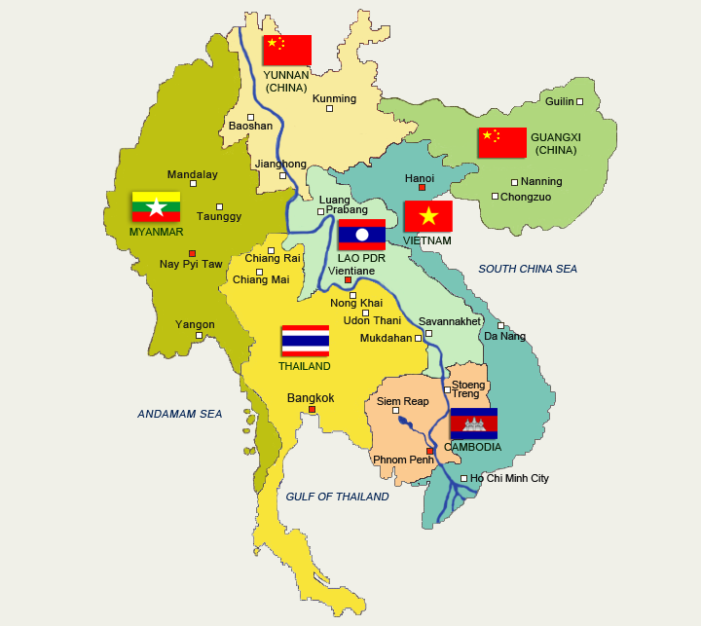 YUNNAN
(CHINA)
Kunming
Guilin
Baoshan
GUANGXI
(CHINA)
Jianghong
Mandalay
Hanoi
Nanning
Luang
Prabang
Chongzuo
Taunggy
MYANMAR
VIETNAM
Nay Pyi Taw
Chiang Rai
LAO PDR
Vientiane
SOUTH CHINA SEA
Chiang Mai
Nong Khai
Udon Thani
Yangon
Savannakhet
Mukdahan
Da Nang
THAILAND
Stoeng
Treng
Bangkok
Siem Reap
ANDAMAM SEA
CAMBODIA
Phnom Penh
Ho Chi Minh City
GULF OF THAILAND